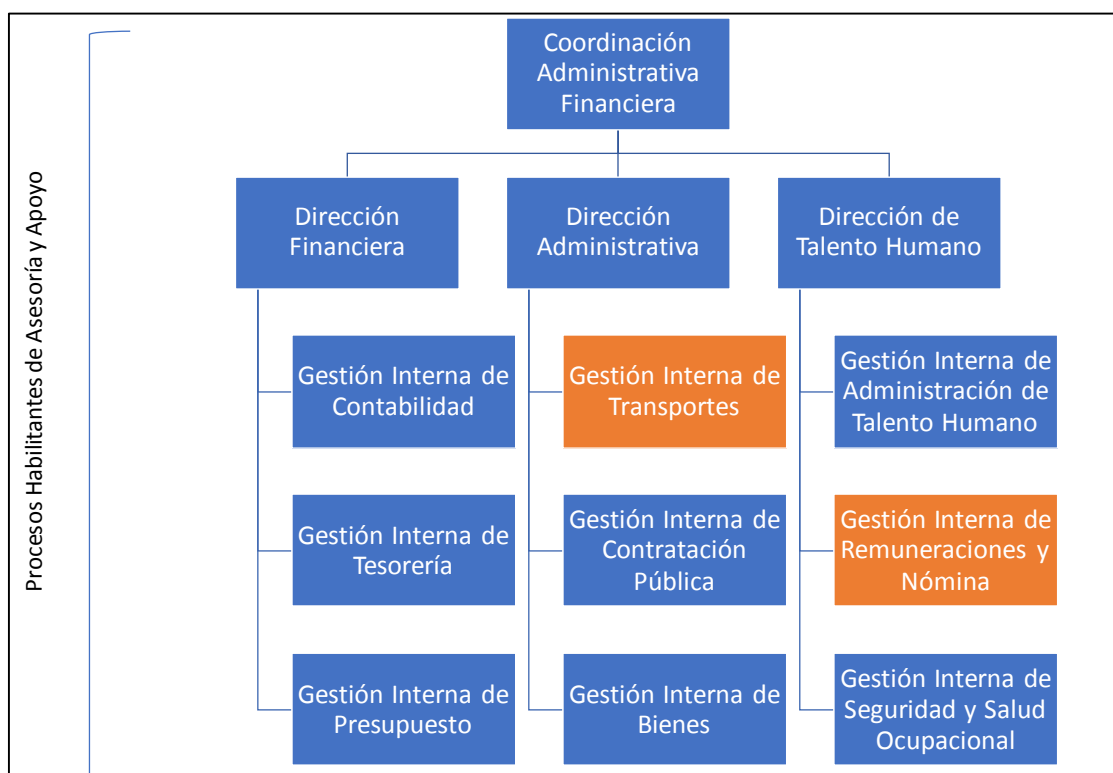 Procesos Habilitantes de Asesoría y Apoyo
Coordinación
Administrativa
Financiera
Dirección
Financiera
Dirección
Administrativa
Dirección de
Talento Humano
Gestión Interna de
Contabilidad
Gestión Interna de
Transportes
Gestión Interna de
Administración de
Talento Humano
Gestión Interna de
Tesorería
Gestión Interna de
Contratación
Pública
Gestión Interna de
Remuneraciones y
Nómina
Gestión Interna de
Presupuesto
Gestión Interna de
Bienes
Gestión Interna de
Seguridad y Salud
Ocupacional